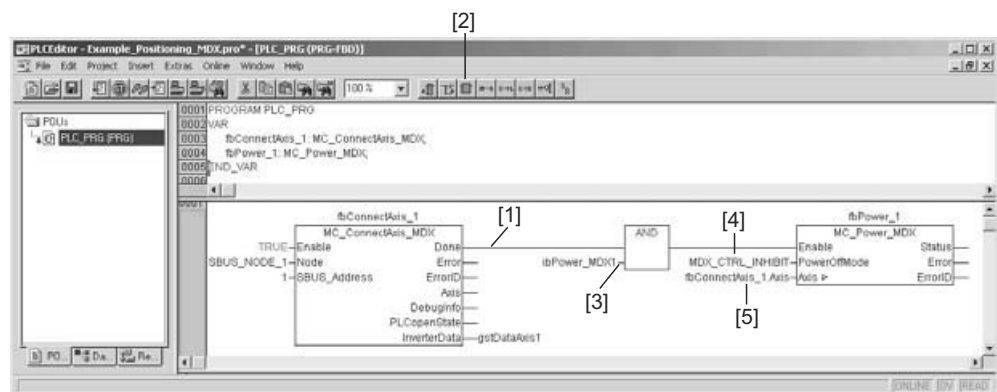 [2]
PLCEditor - Example_Positioning_MDX.pro* - [PLC_PRG (PRG-FBD)]
File Edit Project Insert Extras Online Window Help
100 %
POUs
PLC_PRG (PRG)
0001 PROGRAM PLC_PRG
0002 VAR
0003 fbConnectAxis_1: MC_ConnectAxis_MDX;
0004 fbPower_1: MC_Power_MDX;
0005 END_VAR
0006
0001
fbConnectAxis_1 [1] [4] fbPower_1
MC_ConnectAxis_MDX AND MC_Power_MDX
TRUE Enable Done Enable Status
SBUS_NODE_1 Node Error ibPower_MDX1 MDX_CTRL_INHIBIT PowerOffMode Error
1 SBUS_Address ErrorID [3] fbConnectAxis_1.Axis Axis ▷ ErrorID
Axis [5]
DebugInfo
PLCopenState
InverterData gstDataAxis1
PO... Da... Re...
ONLINE OV READ